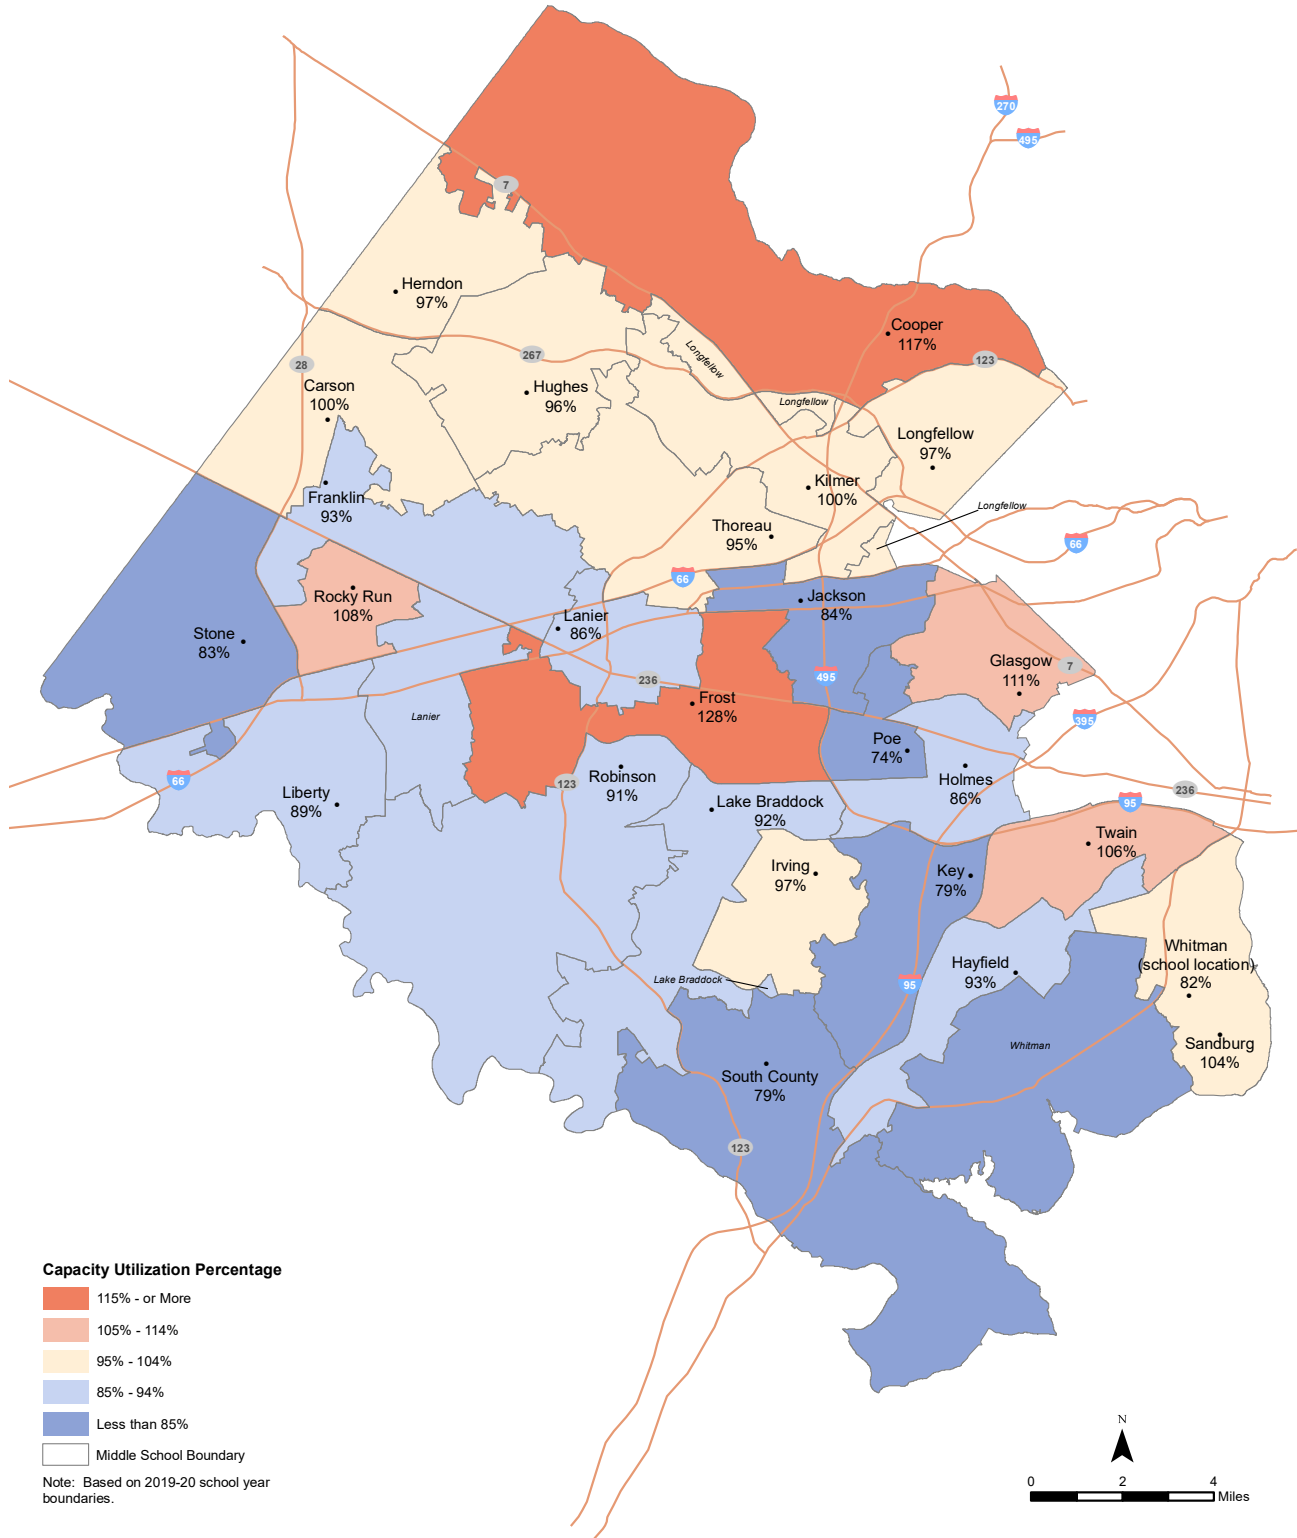 270
495
7
Herndon
97%
Cooper
117%
123
Longfellow
267
28
Carson
100%
Hughes
96%
Longfellow
Longfellow
97%
Kilmer
100%
Franklin
93%
Longfellow
Thoreau
95%
66
66
Rocky Run
108%
Jackson
84%
Lanier
86%
Stone
83%
Glasgow
111%
7
495
236
Frost
128%
395
Lanier
Poe
74%
66
123
Robinson
91%
Holmes
86%
236
Liberty
89%
Lake Braddock
92%
95
Twain
106%
Irving
97%
Key
79%
Whitman
(school location)
82%
Hayfield
93%
Lake Braddock
95
Sandburg
104%
Whitman
South County
79%
123
Capacity Utilization Percentage
115% - or More
105% - 114%
95% - 104%
85% - 94%
Less than 85%
Middle School Boundary
Note: Based on 2019-20 school year
boundaries.
N
0 2 4
Miles